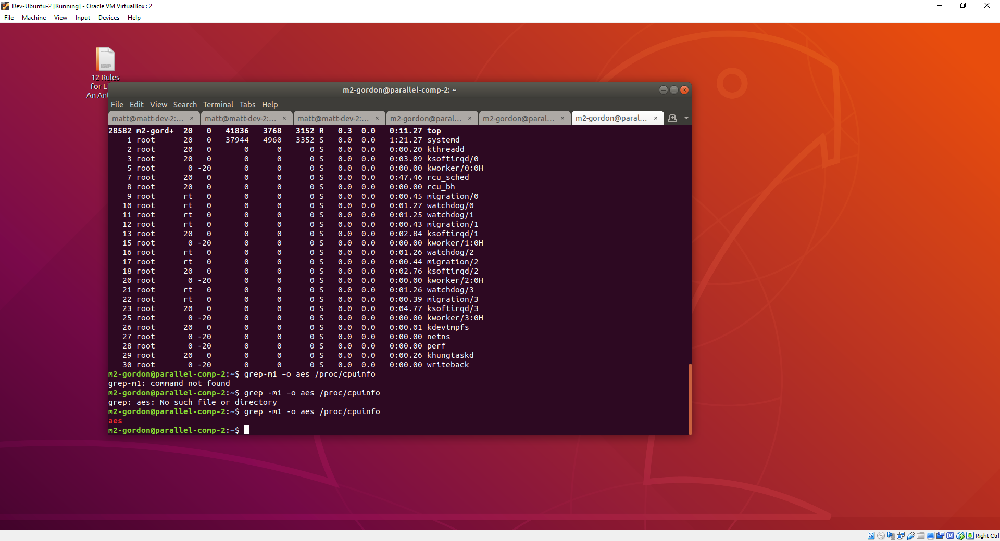 Dev-Ubuntu-2 [Running] - Oracle VM VirtualBox : 2
File Machine View Input Devices Help
12 Rules
for L
An An
m2-gordon@parallel-comp-2: ~
File Edit View Search Terminal Tabs Help
matt@matt-dev-2:... × matt@matt-dev-2:... × matt@matt-dev-2:... × m2-gordon@paral... × m2-gordon@paral... × m2-gordon@paral... ×
28582 m2-gord+ 20 0 41836 3768 3152 R 0.3 0.0 0:11.27 top
1 root 20 0 37944 4960 3352 S 0.0 0.0 1:21.27 systemd
2 root 20 0 0 0 0 S 0.0 0.0 0:00.20 kthreadd
3 root 20 0 0 0 0 S 0.0 0.0 0:03.09 ksoftirqd/0
5 root 0 -20 0 0 0 S 0.0 0.0 0:00.00 kworker/0:0H
7 root 20 0 0 0 0 S 0.0 0.0 0:47.46 rcu_sched
8 root 20 0 0 0 0 S 0.0 0.0 0:00.00 rcu_bh
9 root rt 0 0 0 0 S 0.0 0.0 0:00.45 migration/0
10 root rt 0 0 0 0 S 0.0 0.0 0:01.27 watchdog/0
11 root rt 0 0 0 0 S 0.0 0.0 0:01.25 watchdog/1
12 root rt 0 0 0 0 S 0.0 0.0 0:00.43 migration/1
13 root 20 0 0 0 0 S 0.0 0.0 0:02.84 ksoftirqd/1
15 root 0 -20 0 0 0 S 0.0 0.0 0:00.00 kworker/1:0H
16 root rt 0 0 0 0 S 0.0 0.0 0:01.26 watchdog/2
17 root rt 0 0 0 0 S 0.0 0.0 0:00.44 migration/2
18 root 20 0 0 0 0 S 0.0 0.0 0:02.76 ksoftirqd/2
20 root 0 -20 0 0 0 S 0.0 0.0 0:00.00 kworker/2:0H
21 root rt 0 0 0 0 S 0.0 0.0 0:01.26 watchdog/3
22 root rt 0 0 0 0 S 0.0 0.0 0:00.39 migration/3
23 root 20 0 0 0 0 S 0.0 0.0 0:04.77 ksoftirqd/3
25 root 0 -20 0 0 0 S 0.0 0.0 0:00.00 kworker/3:0H
26 root 20 0 0 0 0 S 0.0 0.0 0:00.01 kdevtmpfs
27 root 0 -20 0 0 0 S 0.0 0.0 0:00.00 netns
28 root 0 -20 0 0 0 S 0.0 0.0 0:00.00 perf
29 root 20 0 0 0 0 S 0.0 0.0 0:00.26 khungtaskd
30 root 0 -20 0 0 0 S 0.0 0.0 0:00.00 writeback
m2-gordon@parallel-comp-2:~$ grep-m1 –o aes /proc/cpuinfo
grep-m1: command not found
m2-gordon@parallel-comp-2:~$ grep -m1 –o aes /proc/cpuinfo
grep: aes: No such file or directory
m2-gordon@parallel-comp-2:~$ grep -m1 -o aes /proc/cpuinfo
aes
m2-gordon@parallel-comp-2:~$
Right Ctrl